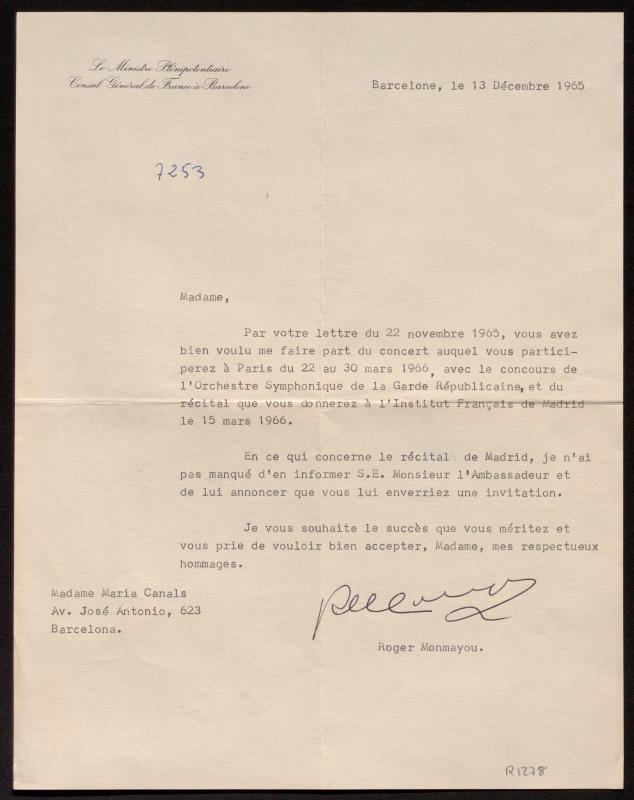 Le Ministre Plénipotentiaire
Consul Général de France à Barcelone
Barcelone, le 13 Décembre 1965
7253
Madame,
Par votre lettre du 22 novembre 1965, vous avez
bien voulu me faire part du concert auquel vous partici-
perez à Paris du 22 au 30 mars 1966, avec le concours de
l'Orchestre Symphonique de la Garde Républicaine, et du
récital que vous donnerez à l'Institut Français de Madrid
le 15 mars 1966.
En ce qui concerne le récital de Madrid, je n'ai
pas manqué d'en informer S.E. Monsieur l'Ambassadeur et
de lui annoncer que vous lui enverriez une invitation.
Je vous souhaite le succès que vous méritez et
vous prie de vouloir bien accepter, Madame, mes respectueux
hommages.
Madame Maria Canals
Av. José Antonio, 623
Barcelona.
Roger Monmayou.
R1278